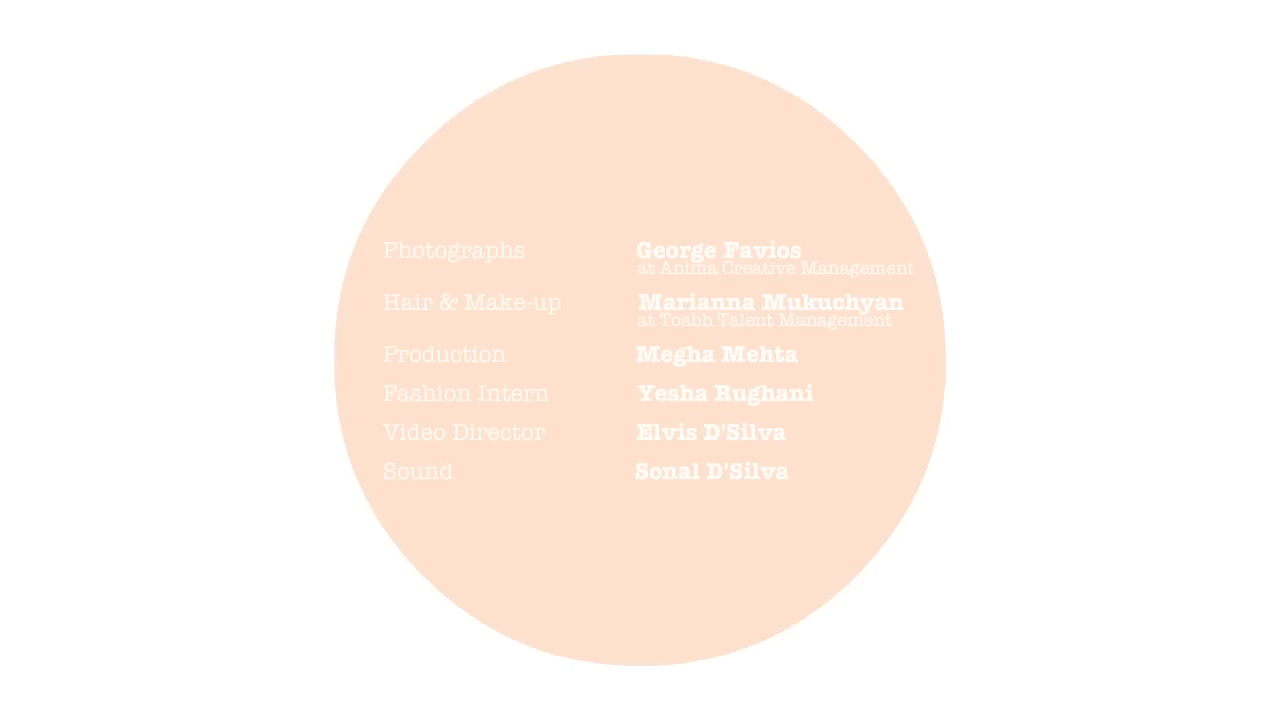 Photographs George Favios
at Anima Creative Management
Hair & Make-up Marianna Mukuchyan
at Toabh Talent Management
Production Megha Mehta
Fashion Intern Yesha Rughani
Video Director Elvis D'Silva
Sound Sonal D'Silva